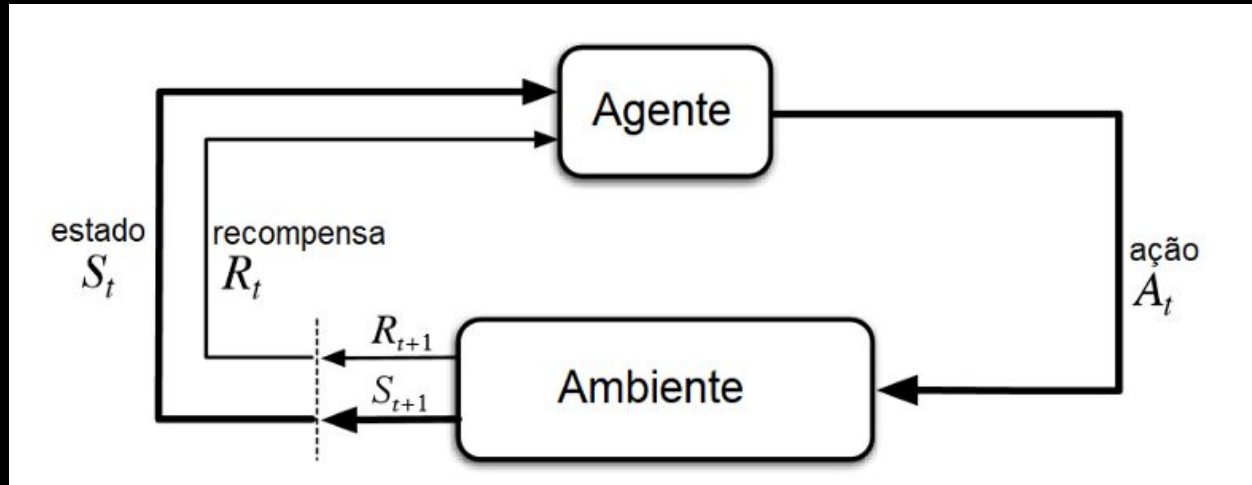 Agente
estado
S_t
recompensa
R_t
ação
A_t
R_{t+1}
S_{t+1}
Ambiente